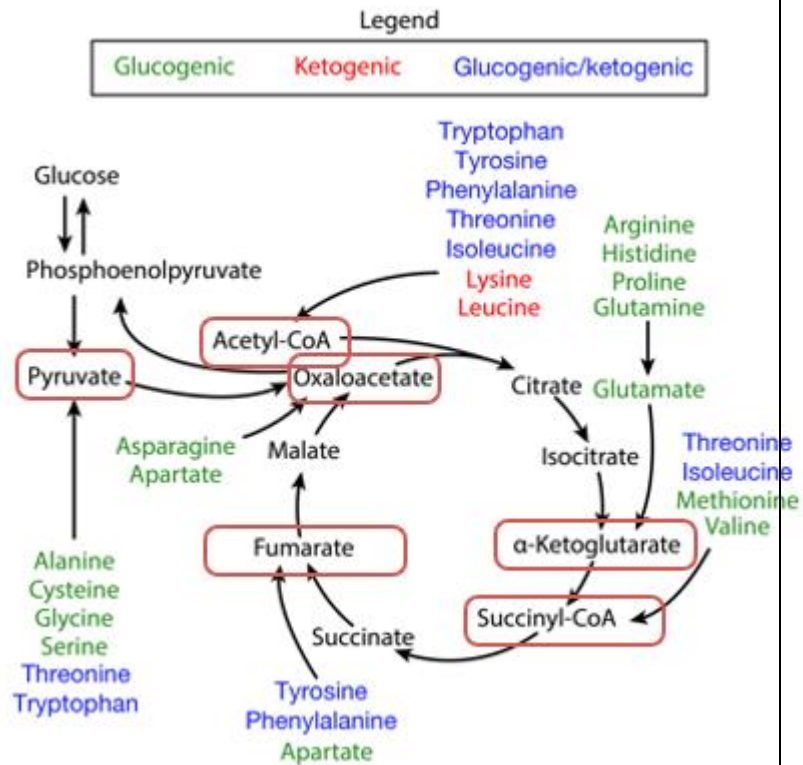 Legend
Glucogenic Ketogenic Glucogenic/ketogenic
Tryptophan
Tyrosine
Phenylalanine
Threonine
Isoleucine
Lysine
Leucine
Glucose
Phosphoenolpyruvate
Arginine
Histidine
Proline
Glutamine
Acetyl-CoA
Pyruvate
Oxaloacetate
Citrate
Glutamate
Asparagine
Apartate
Malate
Isocitrate
Threonine
Isoleucine
Methionine
Valine
Fumarate
α-Ketoglutarate
Alanine
Cysteine
Glycine
Serine
Threonine
Tryptophan
Succinyl-CoA
Succinate
Tyrosine
Phenylalanine
Apartate